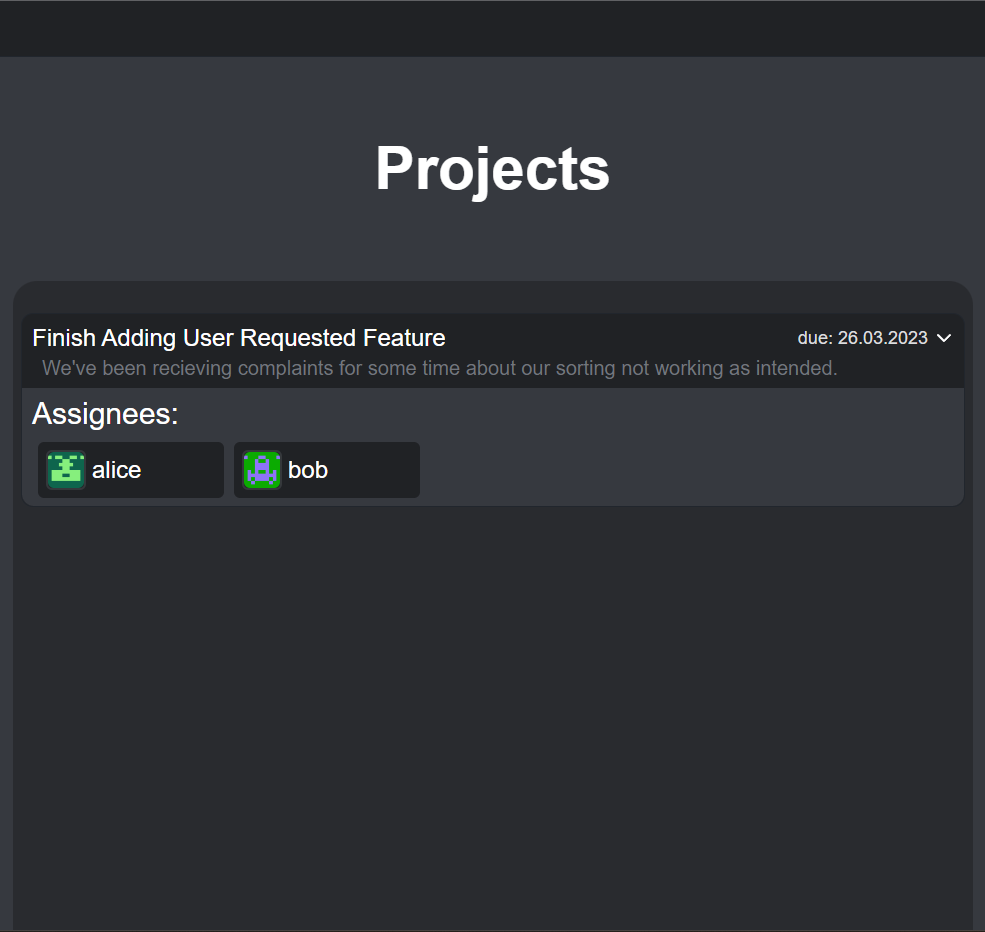 Projects
Finish Adding User Requested Feature
due: 26.03.2023
We've been recieving complaints for some time about our sorting not working as intended.
Assignees:
alice
bob